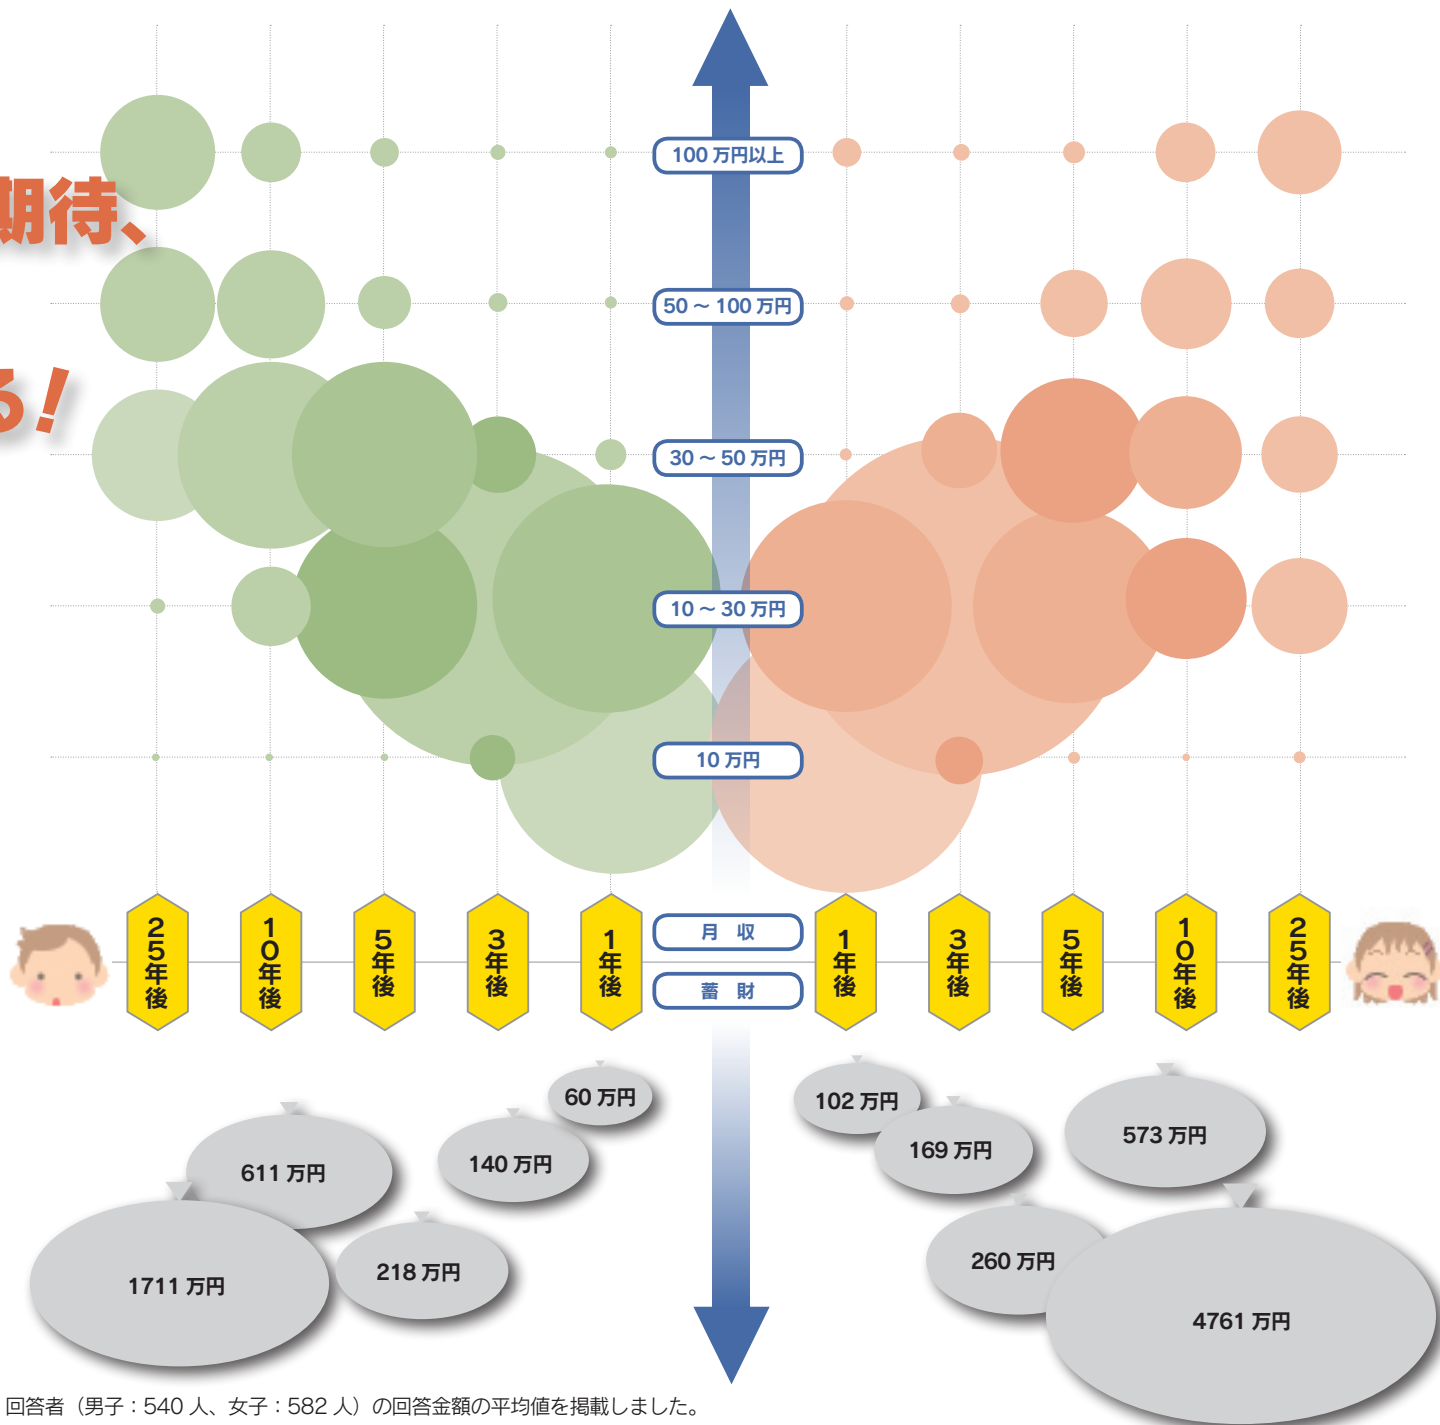 期待、
る!
100 万円以上
50 ～ 100 万円
30 ～ 50 万円
10 ～ 30 万円
10 万円
25年後
10年後
5年後
3年後
1年後
月 収
蓄 財
1年後
3年後
5年後
10年後
25年後
60 万円
140 万円
218 万円
611 万円
1711 万円
102 万円
169 万円
260 万円
573 万円
4761 万円
回答者（男子：540 人、女子：582 人）の回答金額の平均値を掲載しました。